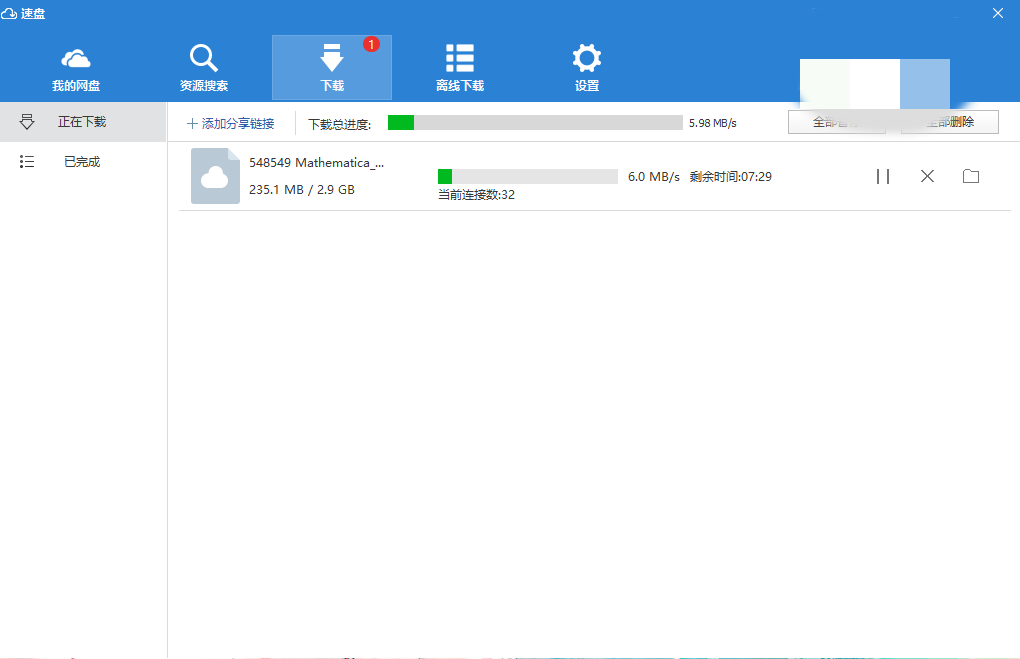 速盘
1
我的网盘 资源搜索 下载 离线下载 设置
正在下载
已完成
添加分享链接 下载总进度: 5.98 MB/s 全部 全部删除
548549 Mathematica_...
235.1 MB / 2.9 GB
6.0 MB/s 剩余时间:07:29
当前连接数:32